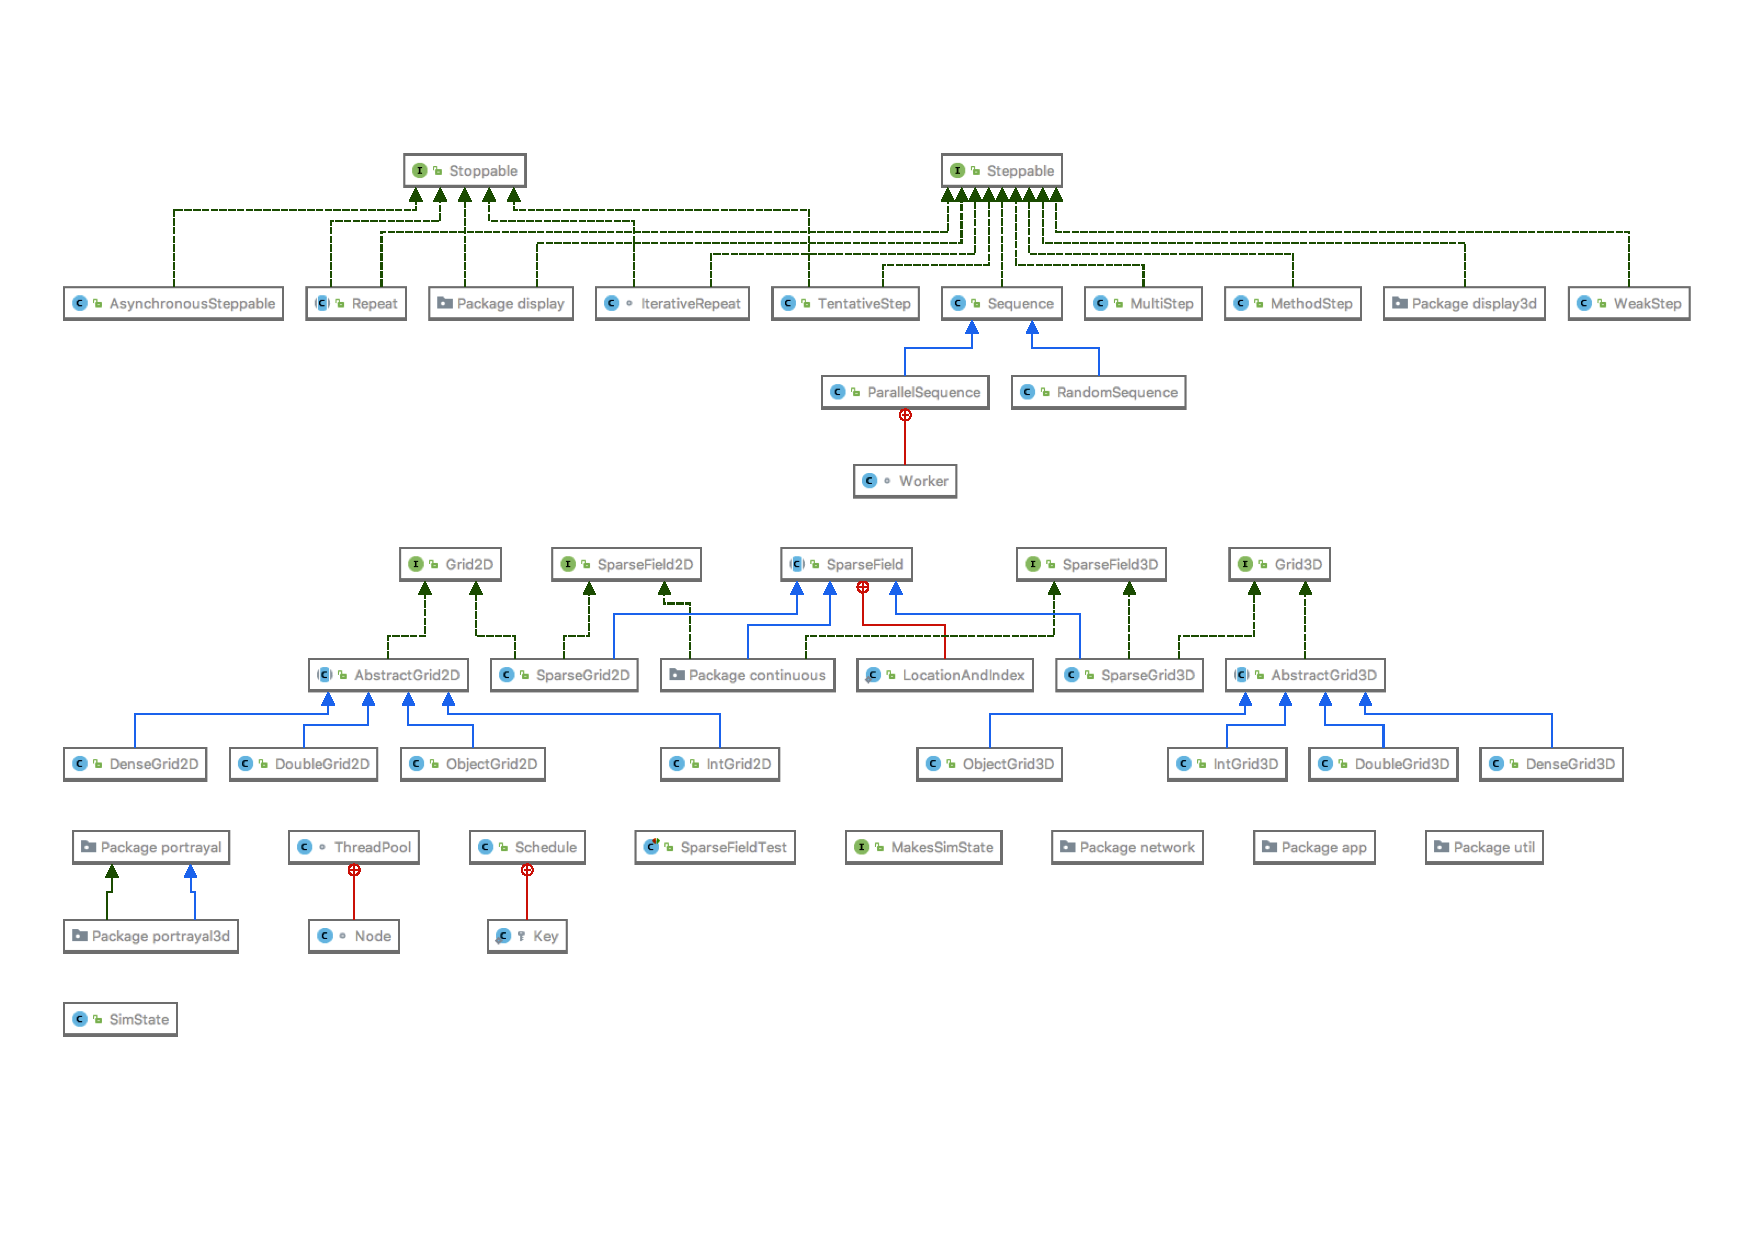 Stoppable
Steppable
AsynchronousSteppable
Repeat
Package display
IterativeRepeat
TentativeStep
Sequence
MultiStep
MethodStep
Package display3d
WeakStep
ParallelSequence
RandomSequence
Worker
Grid2D
SparseField2D
SparseField
SparseField3D
Grid3D
AbstractGrid2D
SparseGrid2D
Package continuous
LocationAndIndex
SparseGrid3D
AbstractGrid3D
DenseGrid2D
DoubleGrid2D
ObjectGrid2D
IntGrid2D
ObjectGrid3D
IntGrid3D
DoubleGrid3D
DenseGrid3D
Package portrayal
ThreadPool
Schedule
SparseFieldTest
MakesSimState
Package network
Package app
Package util
Package portrayal3d
Node
Key
SimState